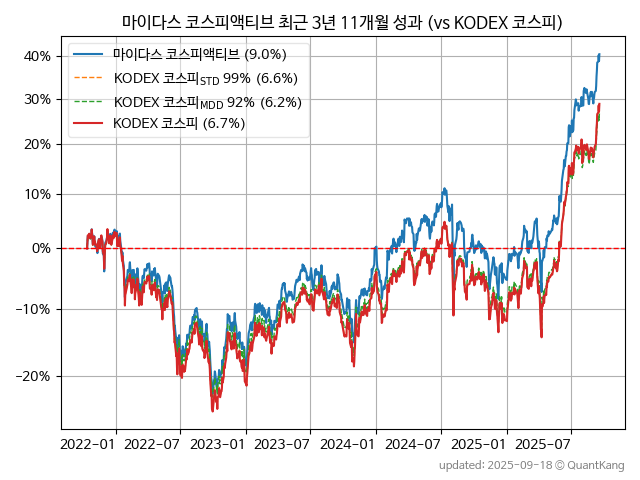 마이다스 코스피액티브 최근 3년 11개월 성과 (vs KODEX 코스피)
마이다스 코스피액티브 (9.0%)
KODEX 코스피STD 99% (6.6%)
KODEX 코스피MDD 92% (6.2%)
KODEX 코스피 (6.7%)
40%
30%
20%
10%
0%
−10%
−20%
2022-01 2022-07 2023-01 2023-07 2024-01 2024-07 2025-01 2025-07
updated: 2025-09-18 © QuantKang